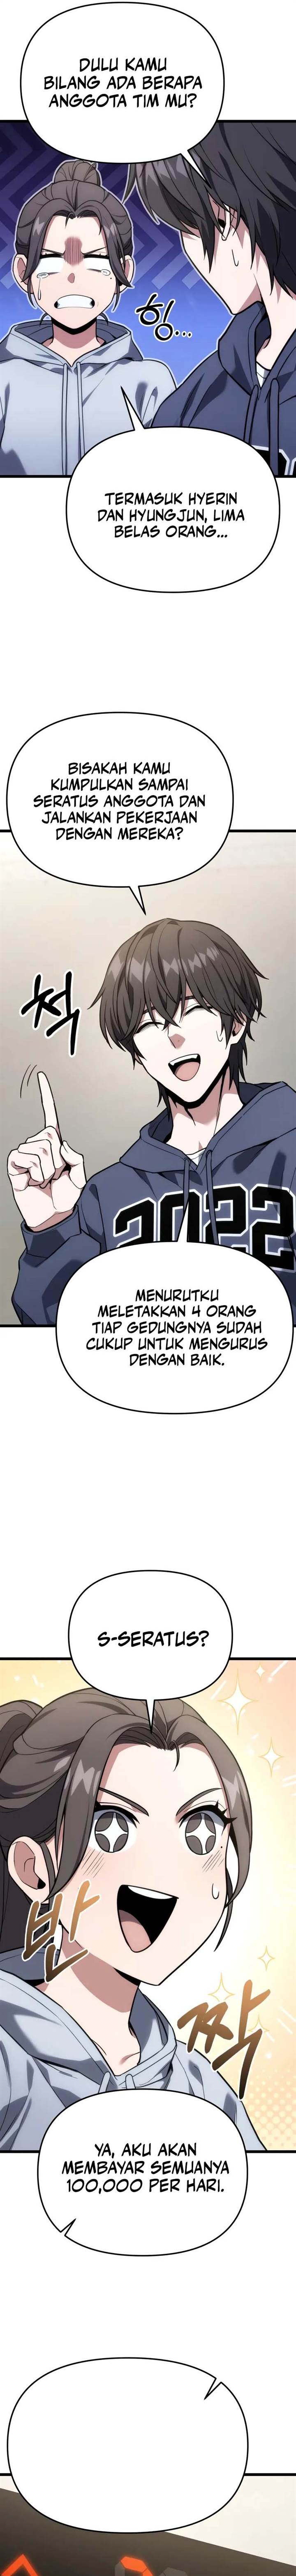 DULU KAMU
BILANG ADA BERAPA
ANGGOTA TIM MU?
힝...
TERMASUK HYERIN
DAN HYUNGJUN, LIMA
BELAS ORANG...
BISAKAH KAMU
KUMPULKAN SAMPAI
SERATUS ANGGOTA DAN
JALANKAN PEKERJAAN
DENGAN MEREKA?
척
2022
MENURUTKU
MELETAKKAN 4 ORANG
TIAP GEDUNGNYA SUDAH
CUKUP UNTUK MENGURUS
DENGAN BAIK.
S-SERATUS?
반
짝
YA, AKU AKAN
MEMBAYAR SEMUANYA
100,000 PER HARI.